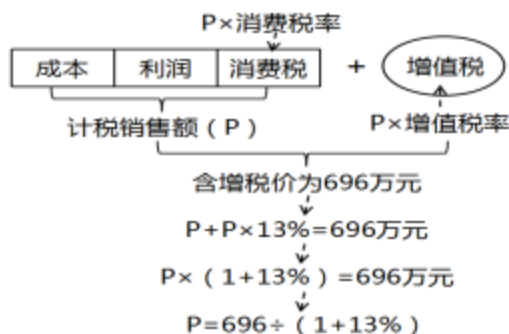 P×消费税率
成本 利润 消费税 + 增值税
计税销售额（P） P×增值税率
含增税价为696万元
P+P×13%=696万元
P×（1+13%）=696万元
P=696÷（1+13%）